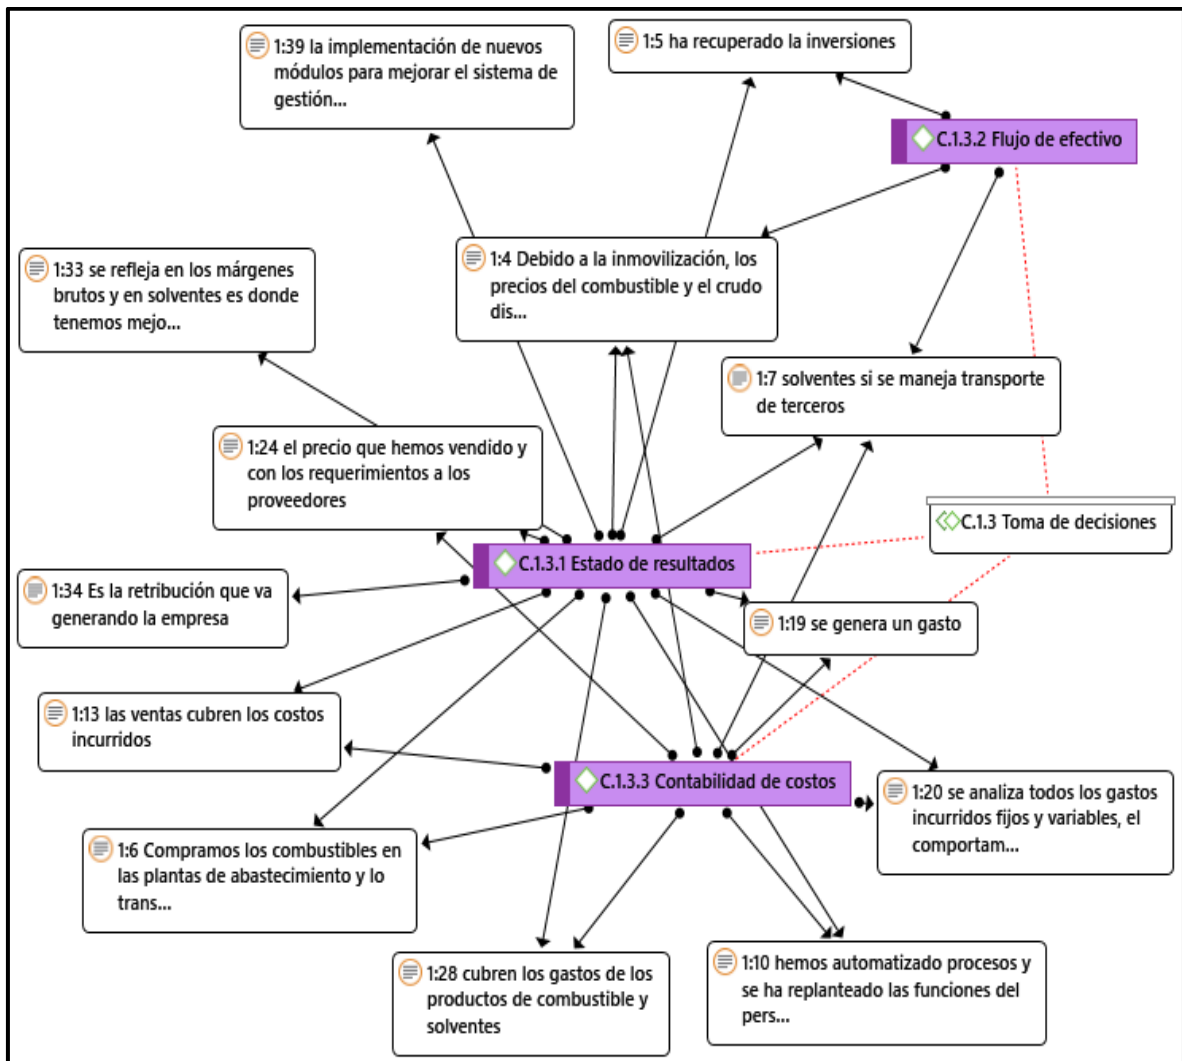 1:39 la implementación de nuevos
módulos para mejorar el sistema de
gestión...
1:5 ha recuperado la inversiones
C.1.3.2 Flujo de efectivo
1:33 se refleja en los márgenes
brutos y en solventes es donde
tenemos mejo...
1:4 Debido a la inmovilización, los
precios del combustible y el crudo
dis...
1:7 solventes si se maneja transporte
de terceros
1:24 el precio que hemos vendido y
con los requerimientos a los
proveedores
C.1.3 Toma de decisiones
C.1.3.1 Estado de resultados
1:34 Es la retribución que va
generando la empresa
1:19 se genera un gasto
1:13 las ventas cubren los costos
incurridos
C.1.3.3 Contabilidad de costos
1:20 se analiza todos los gastos
incurridos fijos y variables, el
comportam...
1:6 Compramos los combustibles en
las plantas de abastecimiento y lo
trans...
1:28 cubren los gastos de los
productos de combustible y
solventes
1:10 hemos automatizado procesos y
se ha replanteado las funciones del
pers...